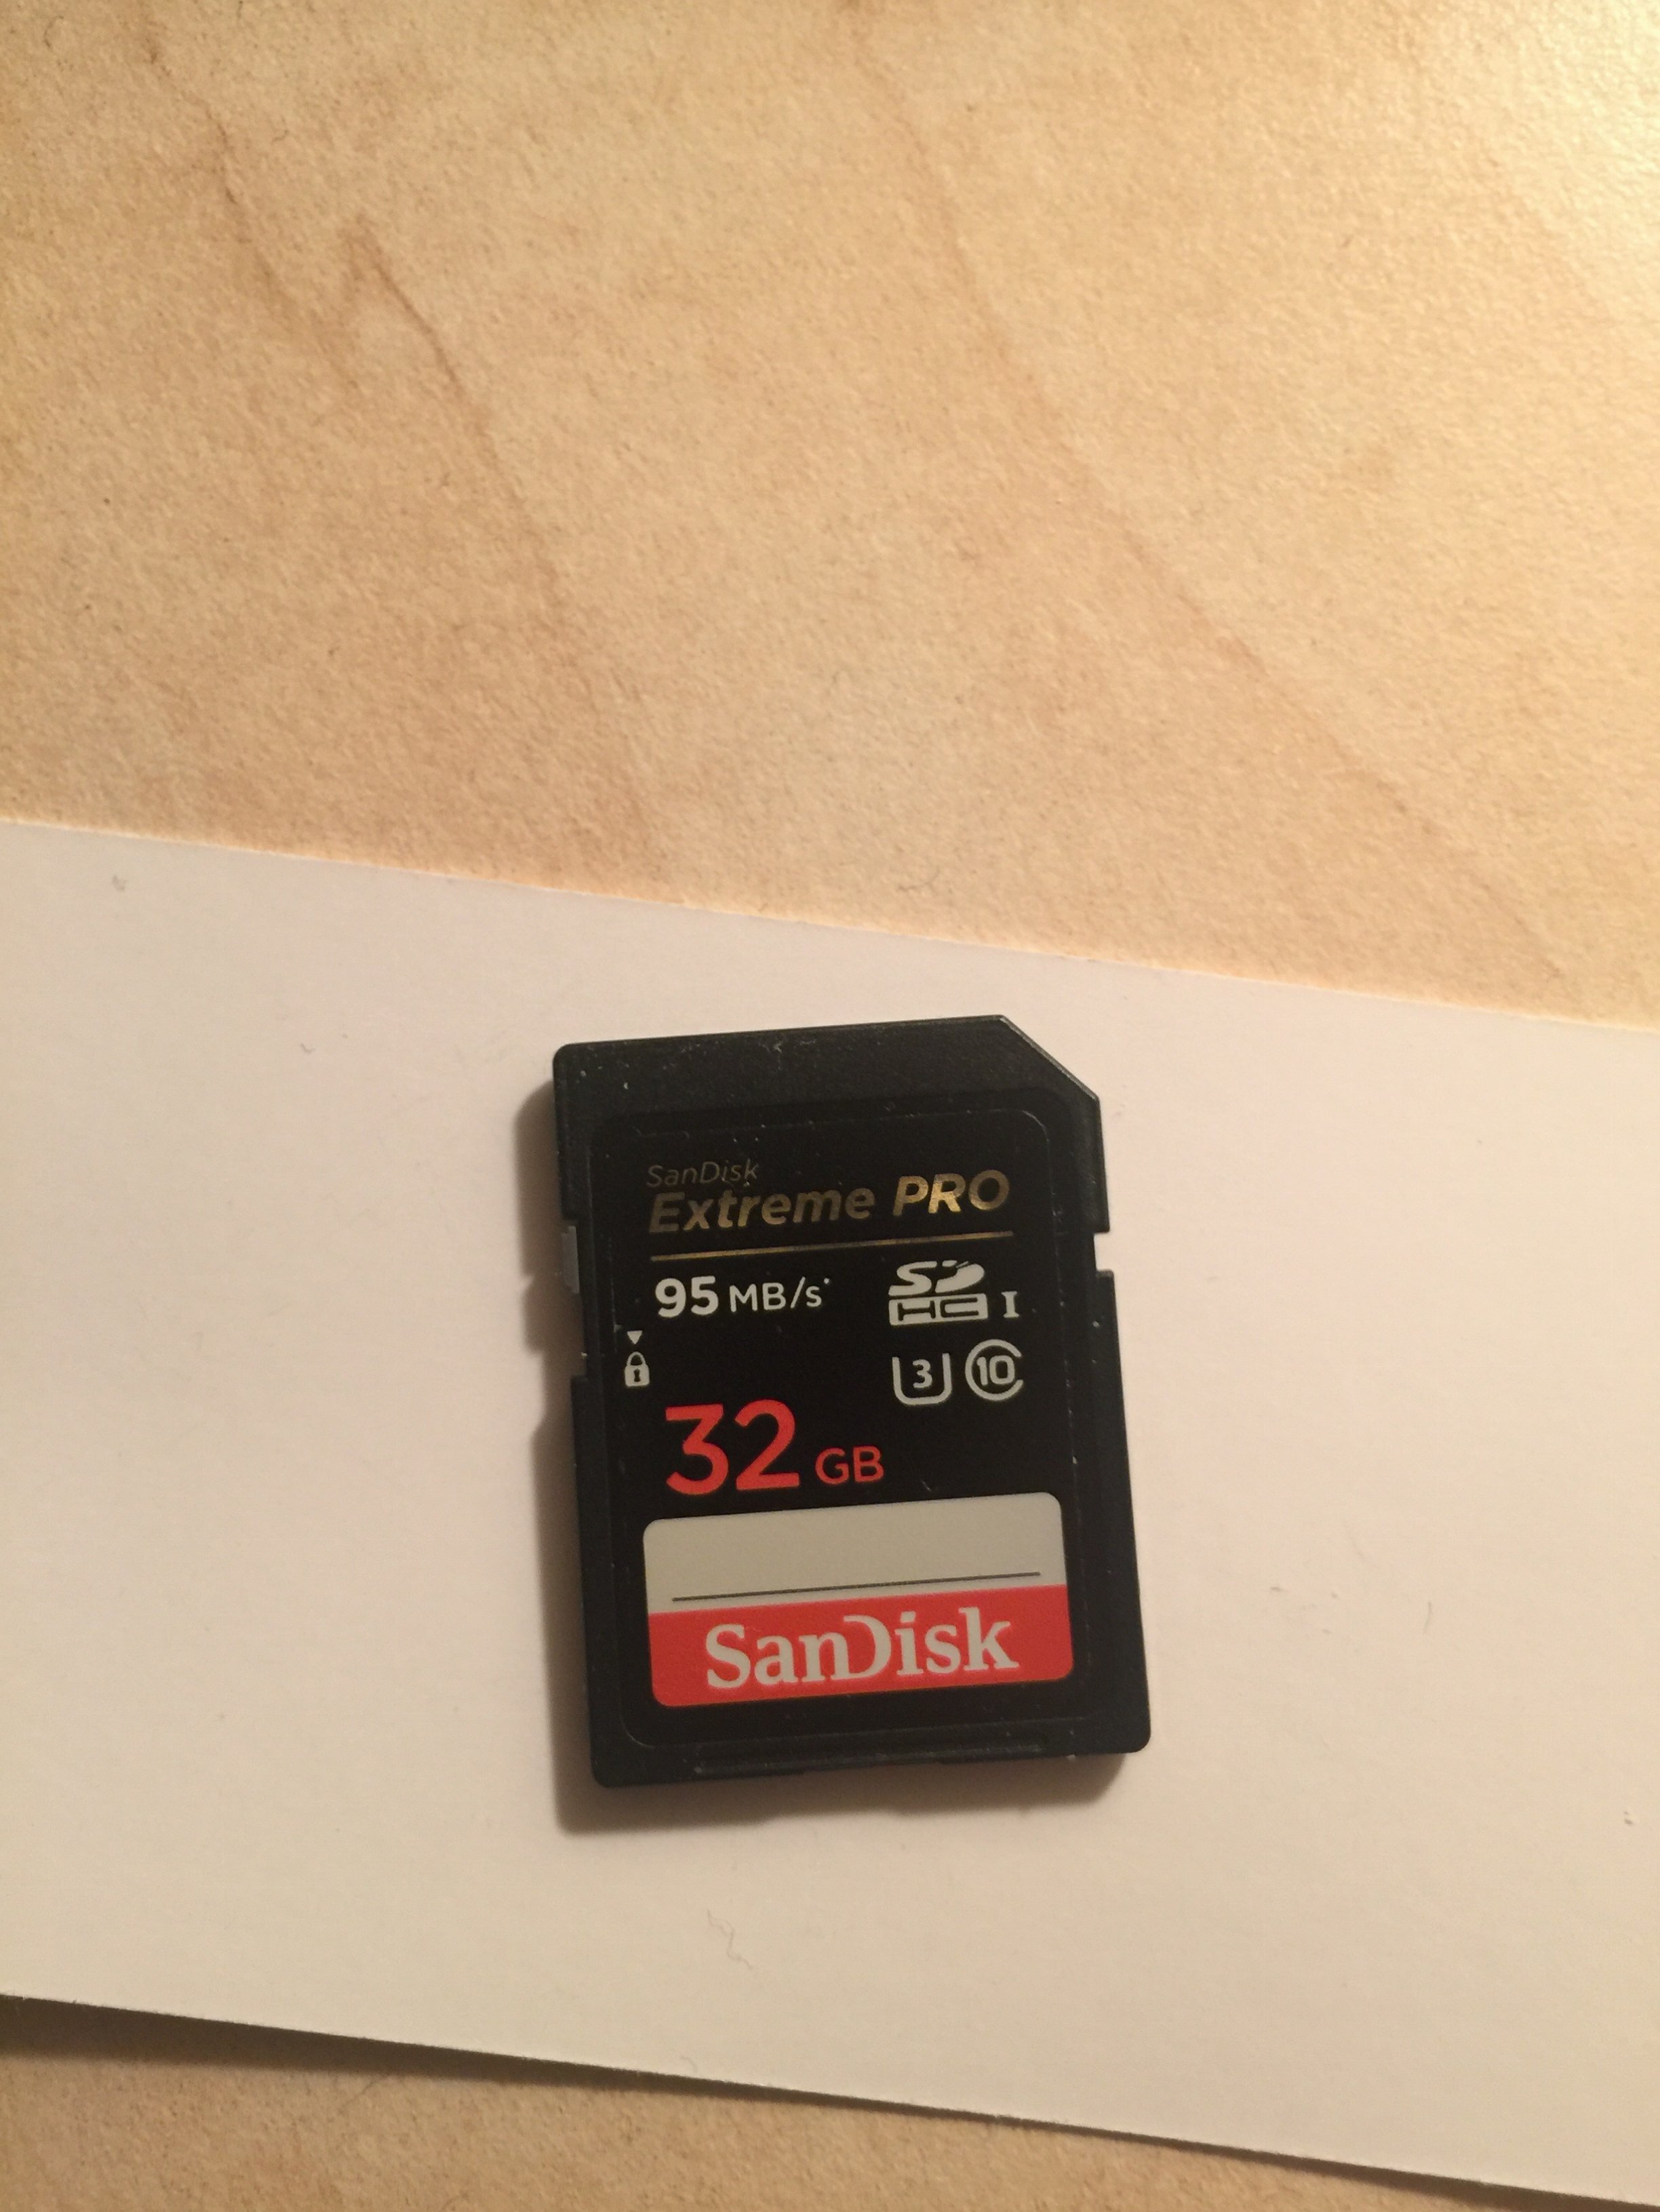 SanDisk
Extreme PRO
95 MB/s*
SD
HC I
3 10
32 GB
SanDisk